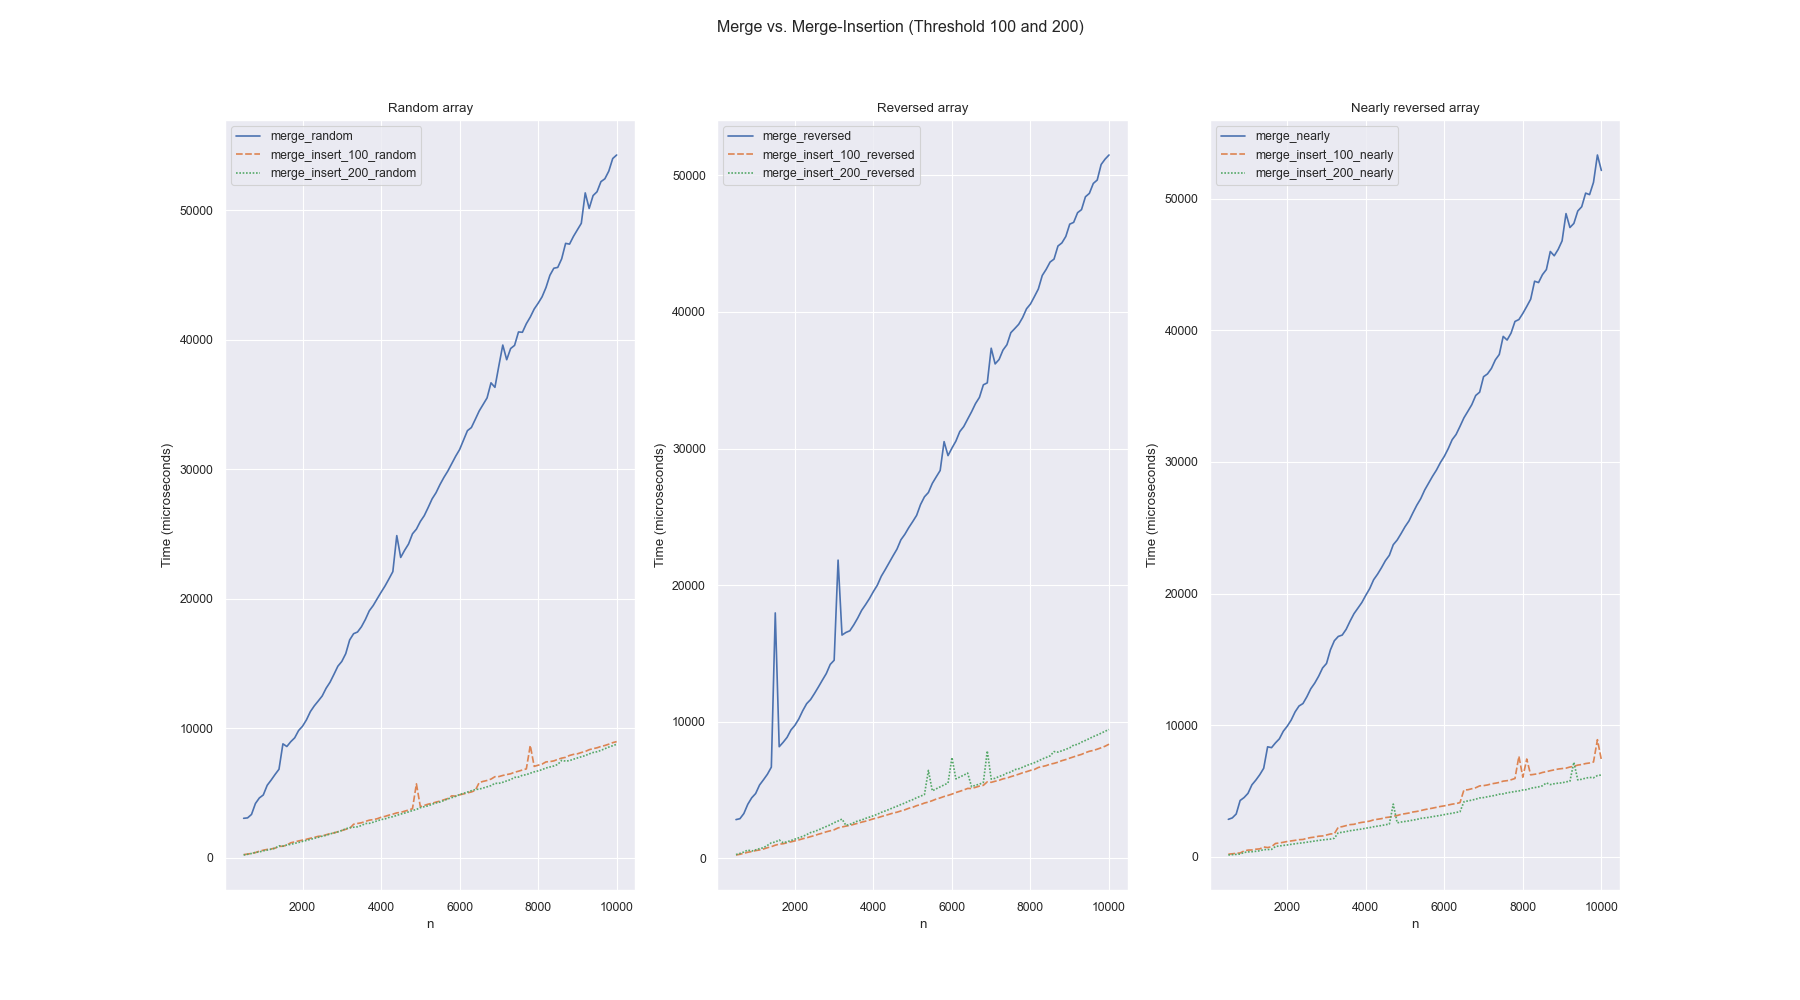 Merge vs. Merge-Insertion (Threshold 100 and 200)
Random array
merge_random
merge_insert_100_random
merge_insert_200_random
50000
40000
30000
20000
10000
0
Time (microseconds)
2000 4000 6000 8000 10000
n
Reversed array
merge_reversed
merge_insert_100_reversed
merge_insert_200_reversed
50000
40000
30000
20000
10000
0
Time (microseconds)
2000 4000 6000 8000 10000
n
Nearly reversed array
merge_nearly
merge_insert_100_nearly
merge_insert_200_nearly
50000
40000
30000
20000
10000
0
Time (microseconds)
2000 4000 6000 8000 10000
n